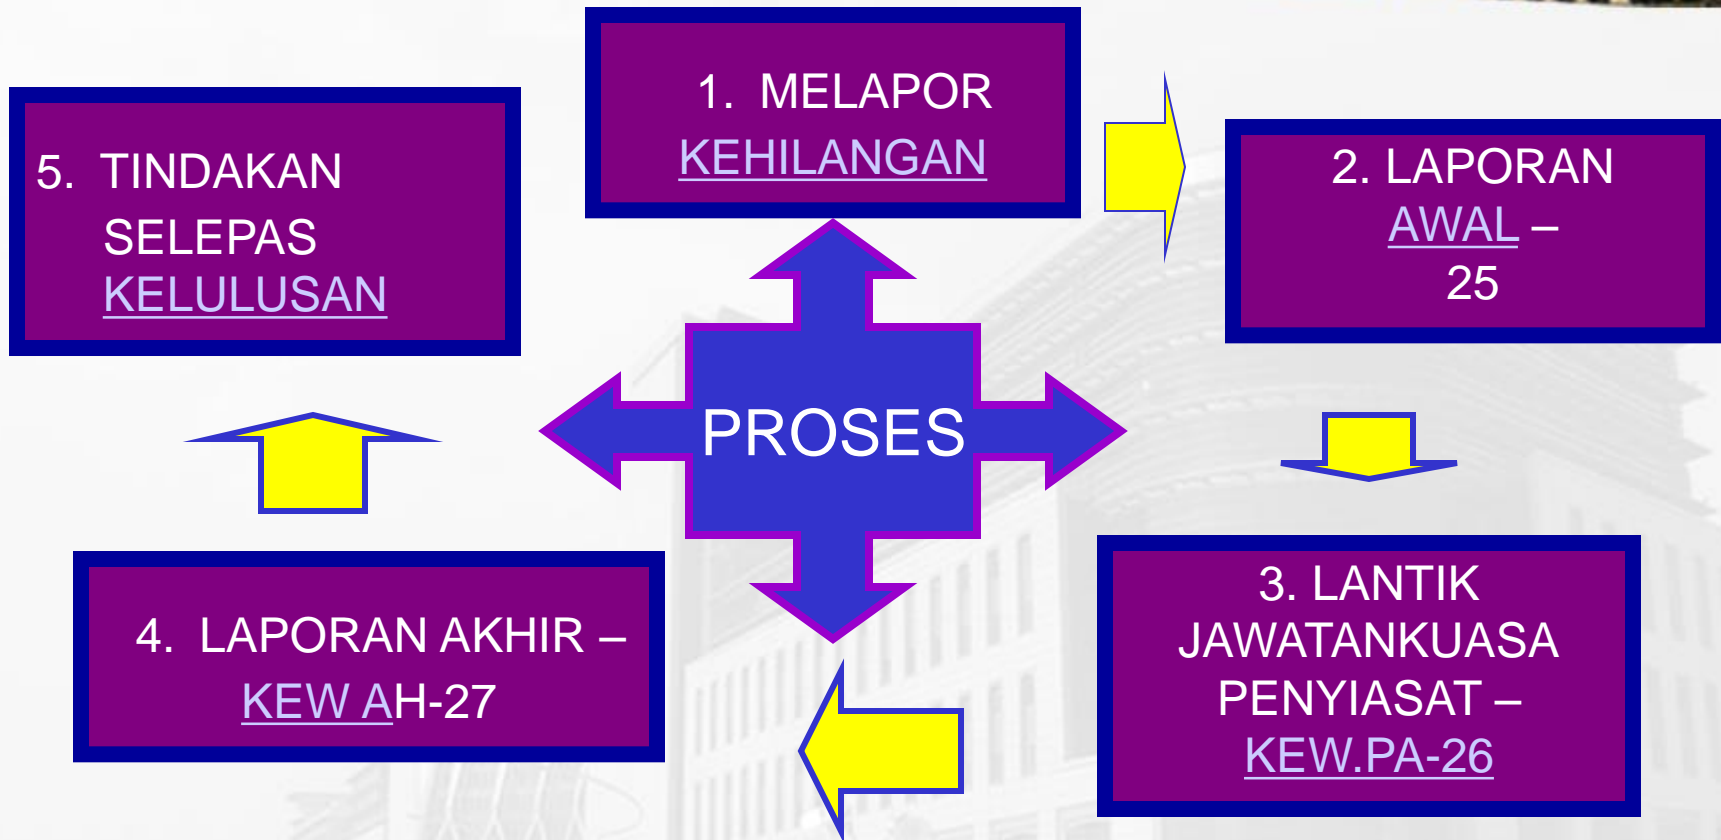 1. MELAPOR
KEHILANGAN
2. LAPORAN
AWAL –
25
3. LANTIK
JAWATANKUASA
PENYIASAT –
KEW.PA-26
4. LAPORAN AKHIR –
KEW AH-27
5. TINDAKAN
SELEPAS
KELULUSAN
PROSES